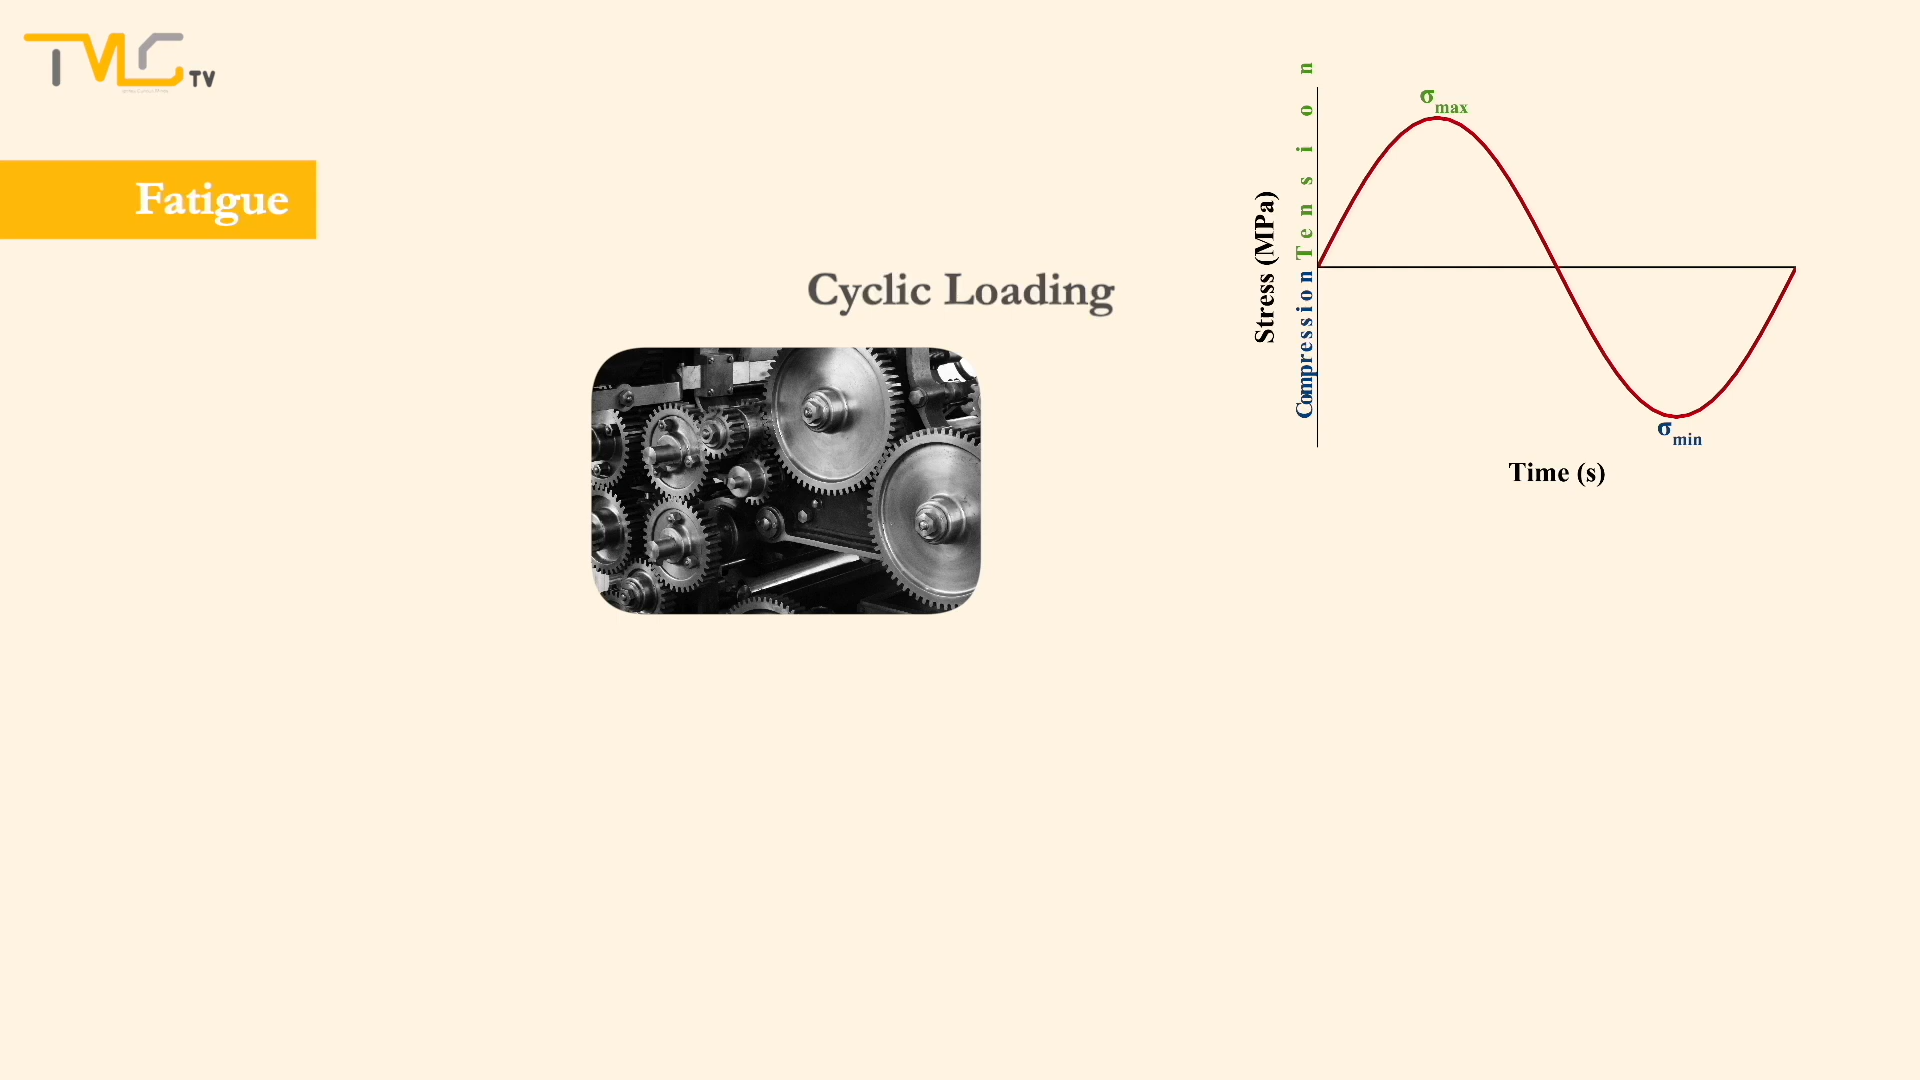 TMC TV
Fatigue
Cyclic Loading
Stress (MPa)
Tension
Compression
σmax
σmin
Time (s)